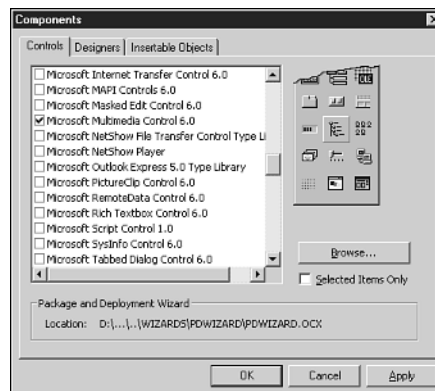 Components
Controls Designers Insertable Objects
Microsoft Internet Transfer Control 6.0
Microsoft MAPI Controls 6.0
Microsoft Masked Edit Control 6.0
Microsoft Multimedia Control 6.0
Microsoft NetShow File Transfer Control Type Li
Microsoft NetShow Player
Microsoft Outlook Express 5.0 Type Library
Microsoft PictureClip Control 6.0
Microsoft RemoteData Control 6.0
Microsoft Rich Textbox Control 6.0
Microsoft Script Control 1.0
Microsoft SysInfo Control 6.0
Microsoft Tabbed Dialog Control 6.0
Browse...
Selected Items Only
Package and Deployment Wizard
Location: D:\...\..\WIZARDS\PDWIZARD\PDWIZARD.OCX
OK Cancel Apply